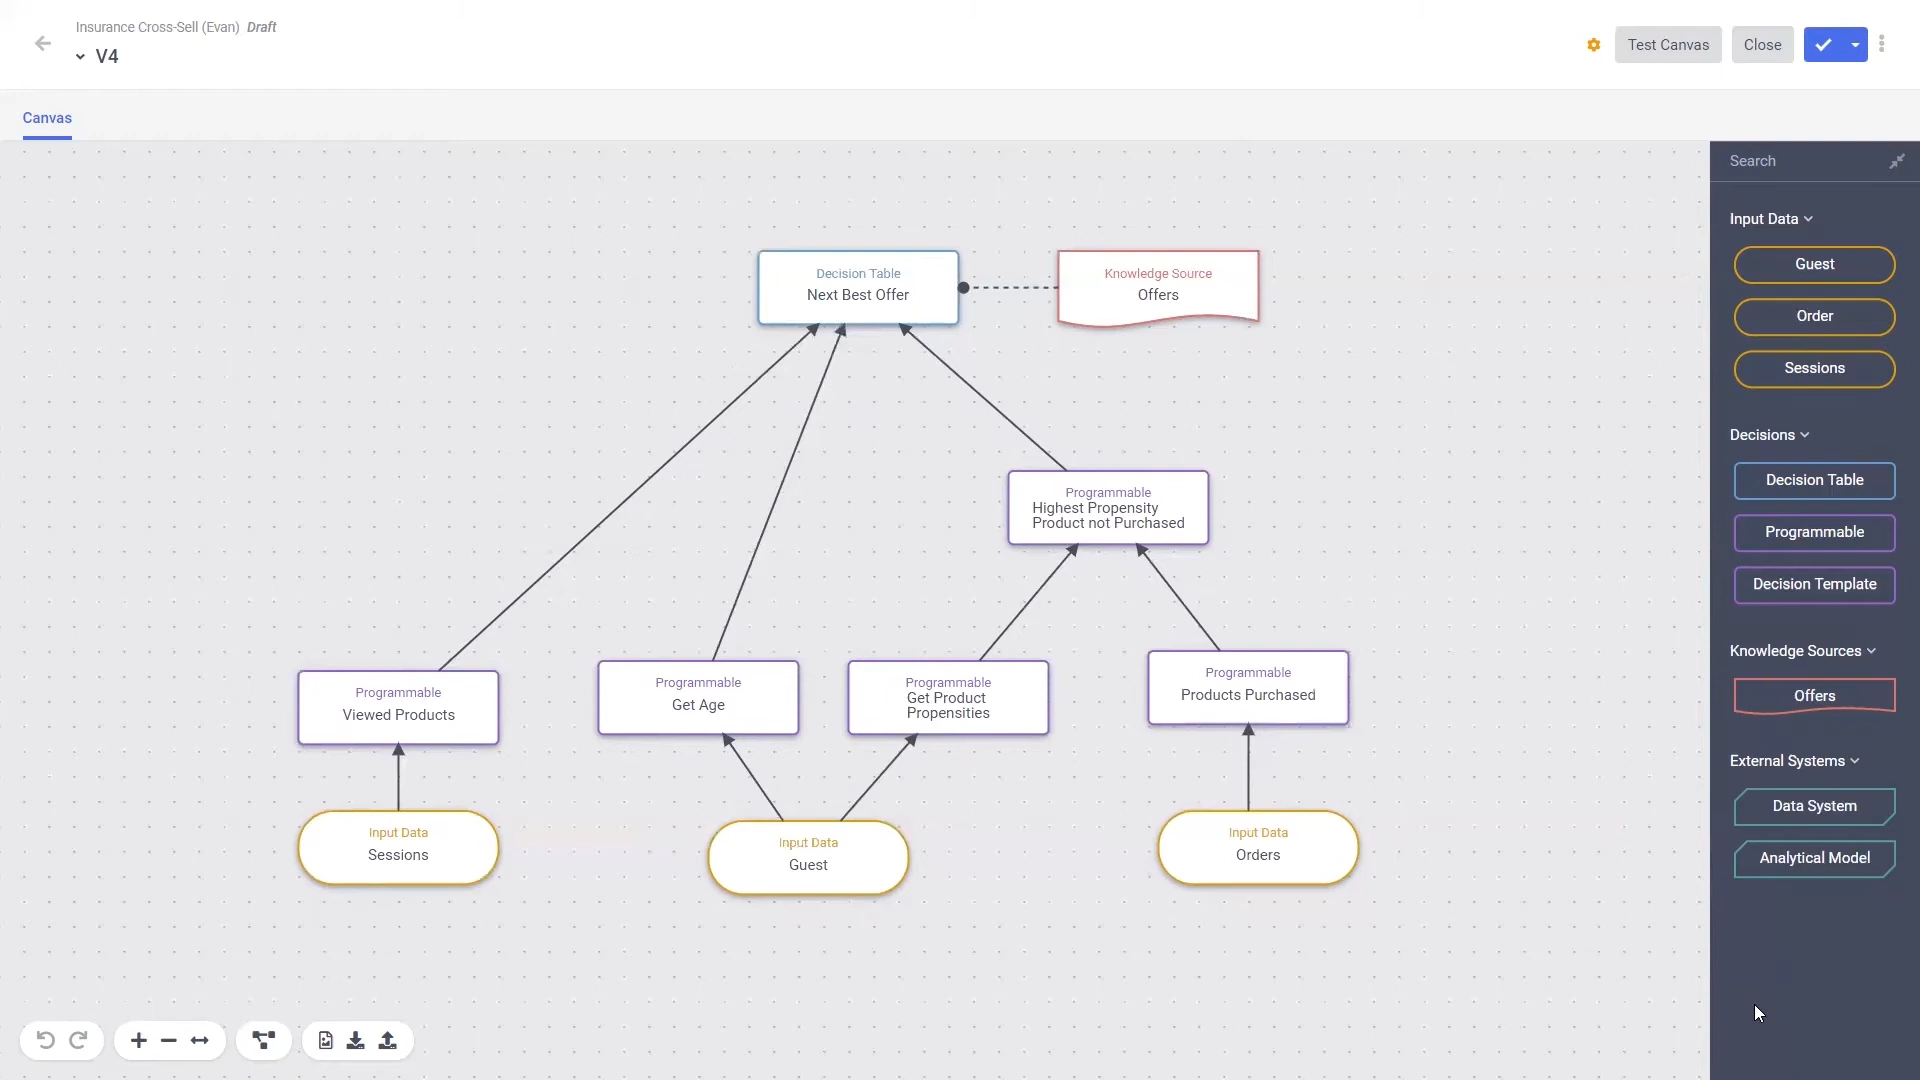 Insurance Cross-Sell (Evan) Draft
V4
Test Canvas
Close
Canvas
Search
Decision Table
Next Best Offer
Knowledge Source
Offers
Programmable
Highest Propensity
Product not Purchased
Programmable
Viewed Products
Programmable
Get Age
Programmable
Get Product
Propensities
Programmable
Products Purchased
Input Data
Sessions
Input Data
Guest
Input Data
Orders
Input Data
Guest
Order
Sessions
Decisions
Decision Table
Programmable
Decision Template
Knowledge Sources
Offers
External Systems
Data System
Analytical Model